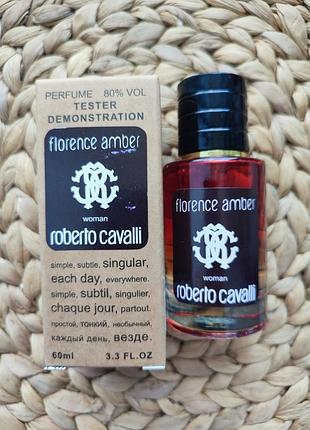 PERFUME 80% VOL
TESTER
DEMONSTRATION
florence amber
woman
roberto cavalli
simple, subtle, singular,
each day, everywhere.
simple, subtil, singulier,
chaque jour, partout.
простой, тонкий, необычный,
каждый день, везде.
60ml 3.3 FL.OZ
florence amber
woman
roberto cavalli